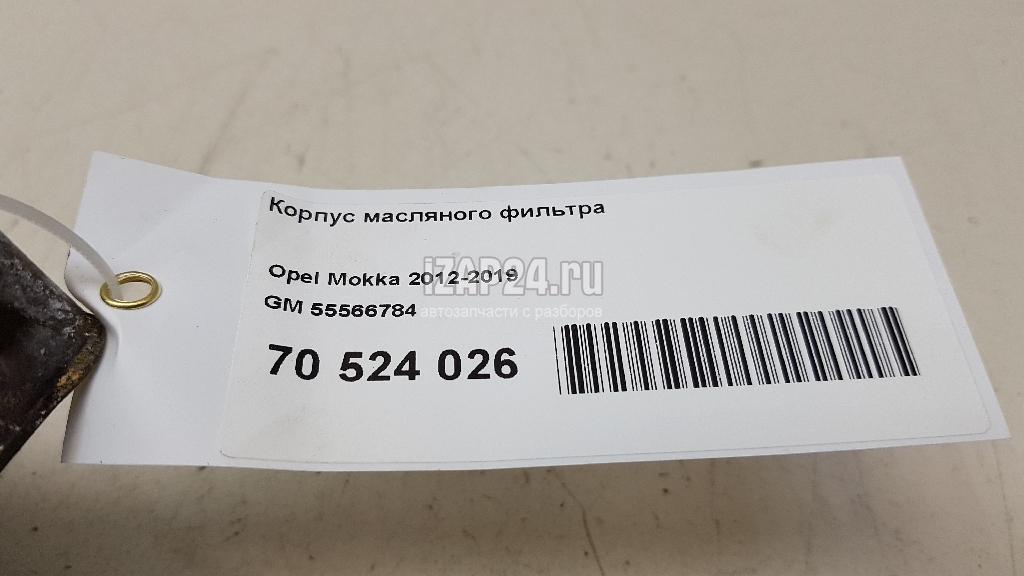 Корпус масляного фильтра
Opel Mokka 2012-2019
iZAP24.ru
GM 55566784
автозапчасти с разборов
70 524 026